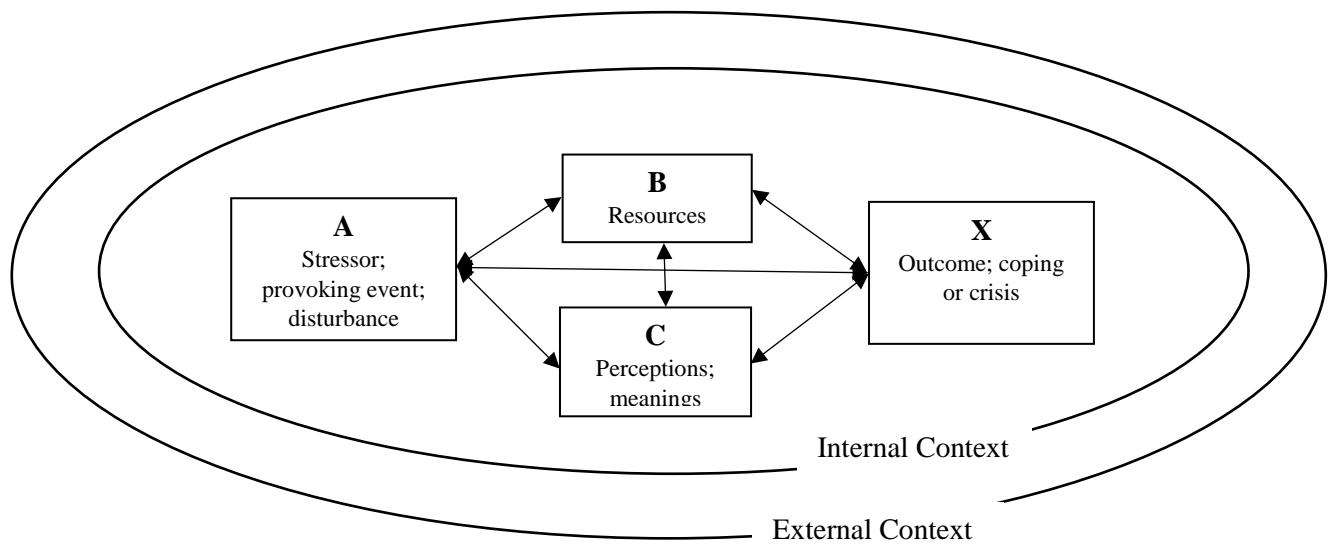 A
Stressor;
provoking event;
disturbance
B
Resources
C
Perceptions;
meanings
X
Outcome; coping
or crisis
Internal Context
External Context